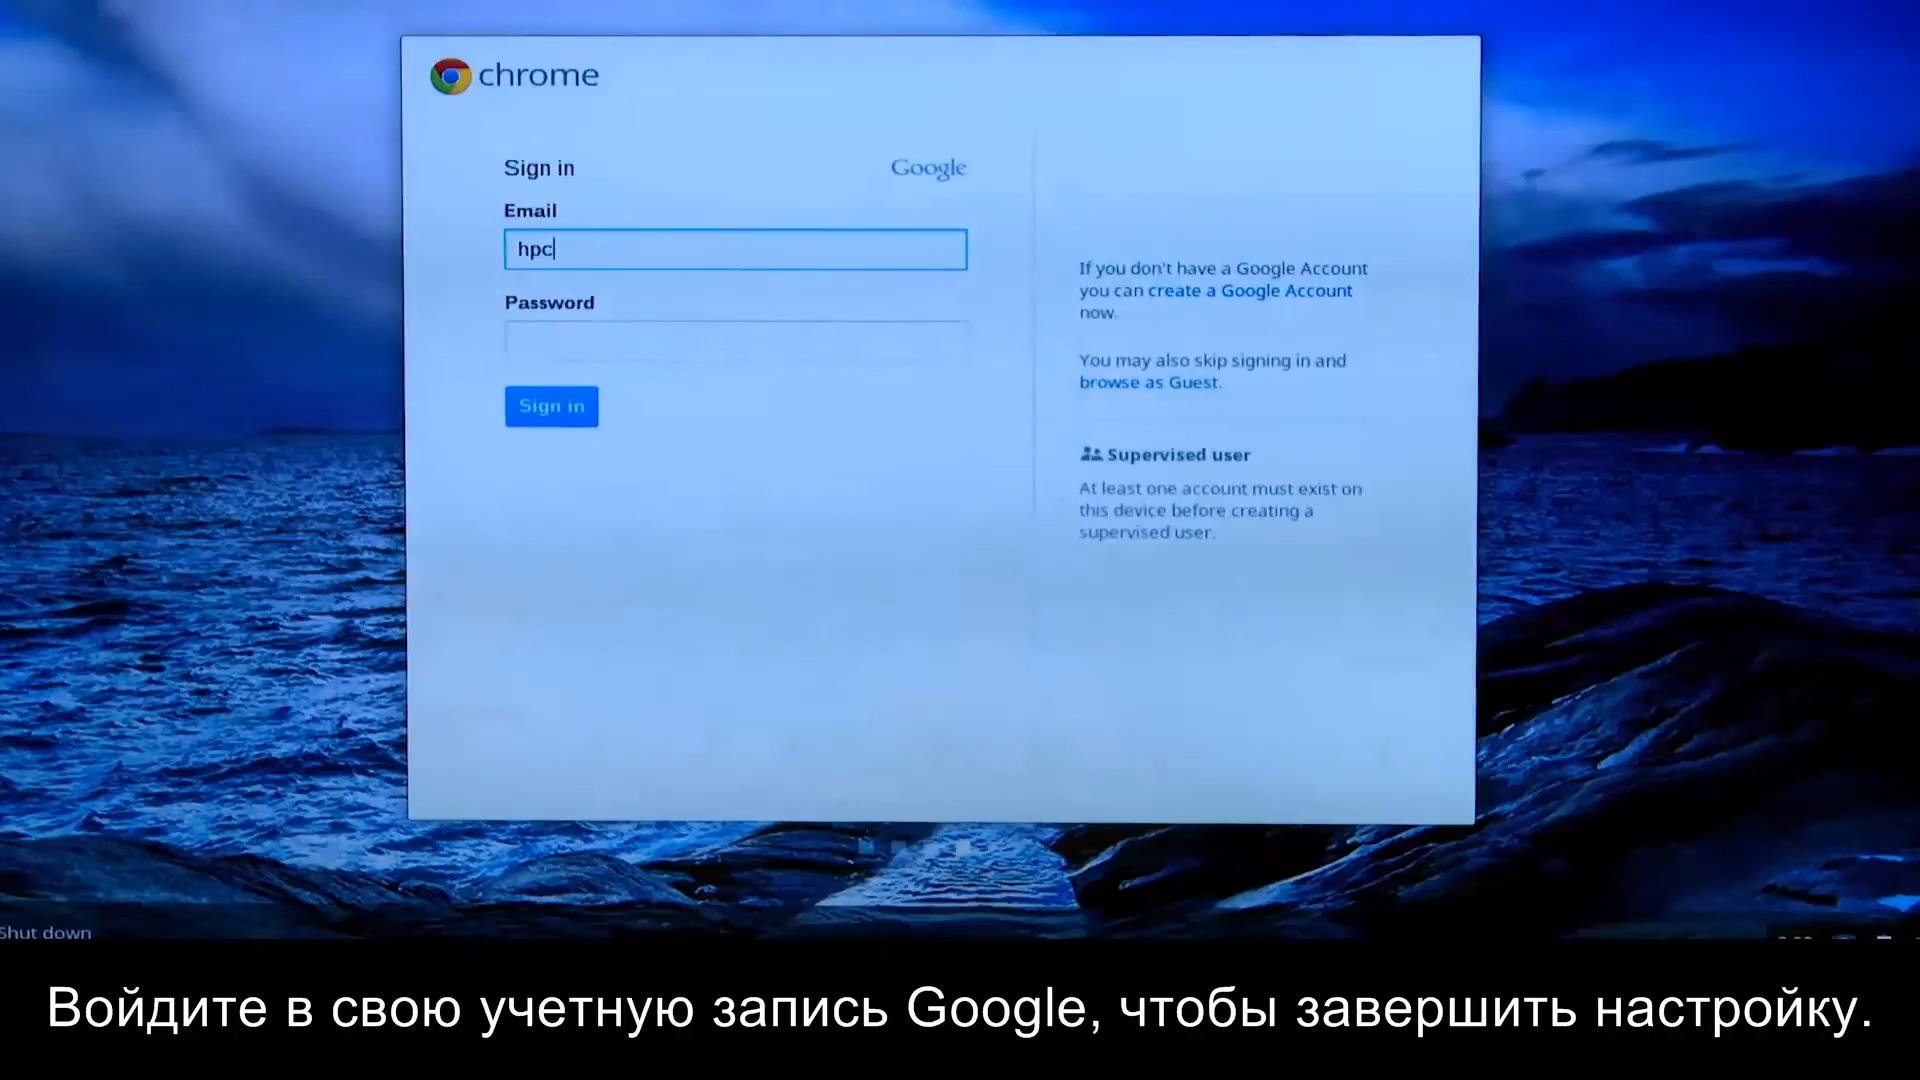 chrome
Sign in
Google
Email
hpc
Password
Sign in
If you don't have a Google Account
you can create a Google Account
now.
You may also skip signing in and
browse as Guest.
Supervised user
At least one account must exist on
this device before creating a
supervised user.
Shut down
Войдите в свою учетную запись Google, чтобы завершить настройку.